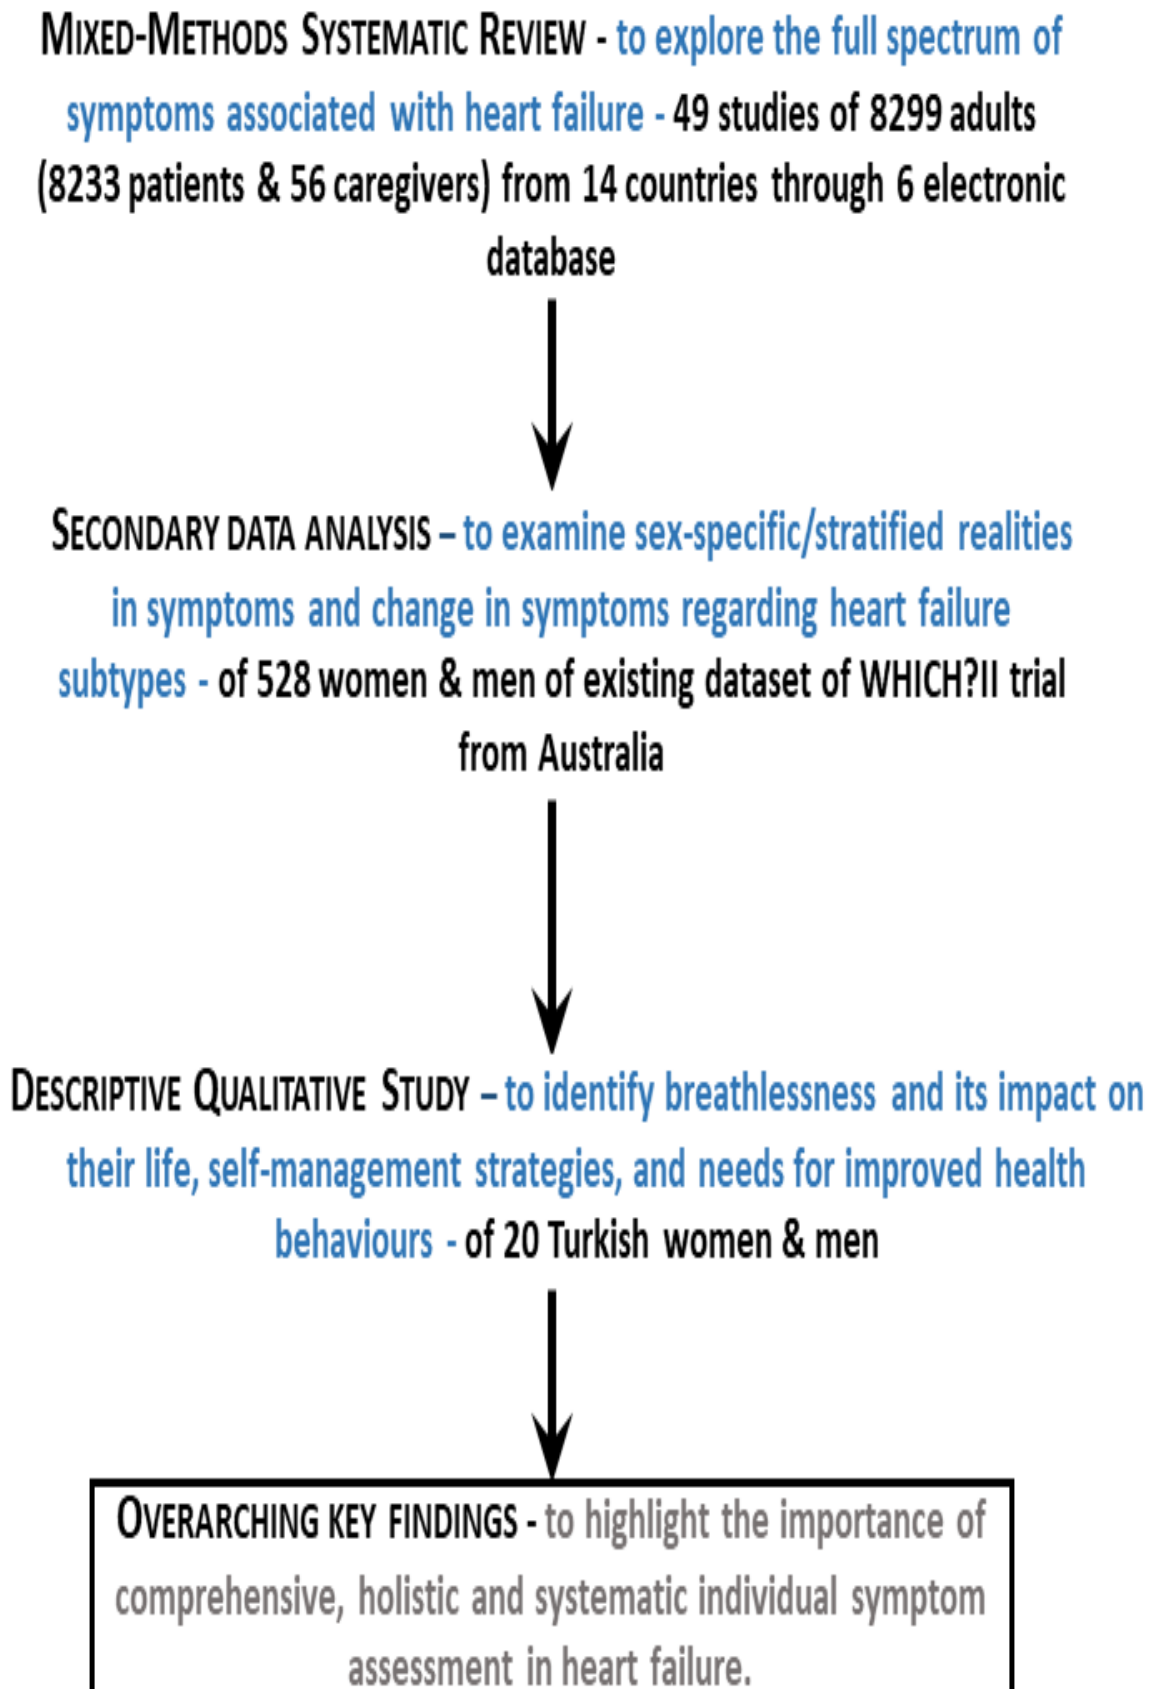 MIXED-METHODS SYSTEMATIC REVIEW - to explore the full spectrum of
symptoms associated with heart failure - 49 studies of 8299 adults
(8233 patients & 56 caregivers) from 14 countries through 6 electronic
database
SECONDARY DATA ANALYSIS – to examine sex-specific/stratified realities
in symptoms and change in symptoms regarding heart failure
subtypes - of 528 women & men of existing dataset of WHICH?II trial
from Australia
DESCRIPTIVE QUALITATIVE STUDY – to identify breathlessness and its impact on
their life, self-management strategies, and needs for improved health
behaviours - of 20 Turkish women & men
OVERARCHING KEY FINDINGS - to highlight the importance of
comprehensive, holistic and systematic individual symptom
assessment in heart failure.